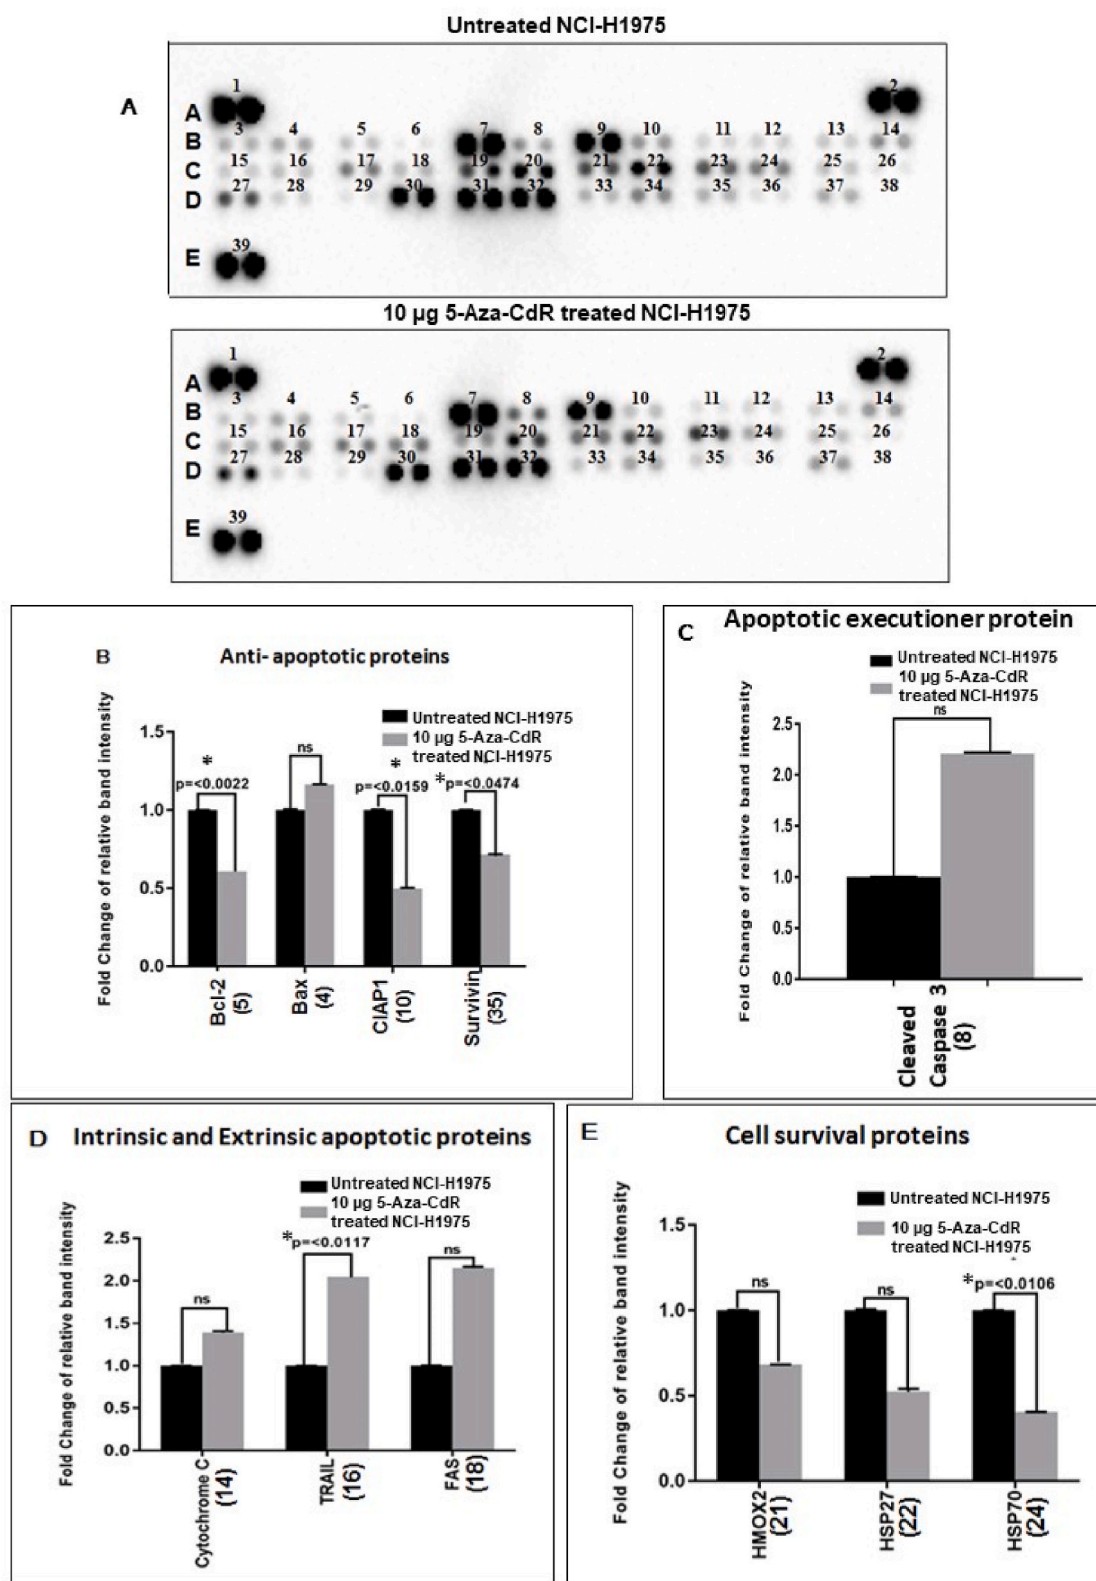 Untreated NCI-H1975
A
1 2
A
3 4 5 6 7 8 9 10 11 12 13 14
B
15 16 17 18 19 20 21 22 23 24 25 26
C
27 28 29 30 31 32 33 34 35 36 37 38
D
39
E
10 µg 5-Aza-CdR treated NCI-H1975
1 2
A
3 4 5 6 7 8 9 10 11 12 13 14
B
15 16 17 18 19 20 21 22 23 24 25 26
C
27 28 29 30 31 32 33 34 35 36 37 38
D
39
E
B
Anti- apoptotic proteins
Untreated NCI-H1975
10 µg 5-Aza-CdR
treated NCI-H1975
Fold Change of relative band intensity
1.5
1.0
0.5
0.0
*
p=<0.0022
ns
*
p=<0.0159
*p=<0.0474
Bcl-2
(5)
Bax
(4)
CIAP1
(10)
Survivin
(35)
C
Apoptotic executioner protein
Untreated NCI-H1975
10 µg 5-Aza-CdR
treated NCI-H1975
ns
Fold Change of relative band intensity
2.5
2.0
1.5
1.0
0.5
0.0
Cleaved
Caspase 3
(8)
D
Intrinsic and Extrinsic apoptotic proteins
Untreated NCI-H1975
10 µg 5-Aza-CdR
treated NCI-H1975
Fold Change of relative band intensity
2.5
2.0
1.5
1.0
0.5
0.0
ns
*p=<0.0117
ns
Cytochrome C
(14)
TRAIL
(16)
FAS
(18)
E
Cell survival proteins
Untreated NCI-H1975
10 µg 5-Aza-CdR
treated NCI-H1975
Fold Change of relative band intensity
1.5
1.0
0.5
0.0
ns
ns
*p=<0.0106
HMOX2
(21)
HSP27
(22)
HSP70
(24)